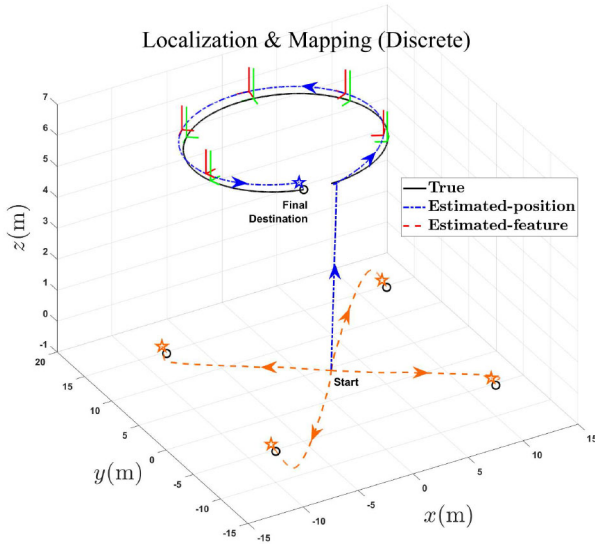 Localization & Mapping (Discrete)
7
6
5
4
3
2
1
0
-1
z(m)
Final
Destination
True
Estimated-position
Estimated-feature
Start
20
15
10
5
0
-5
-10
-15
y(m)
-15
-10
-5
0
5
10
15
x(m)